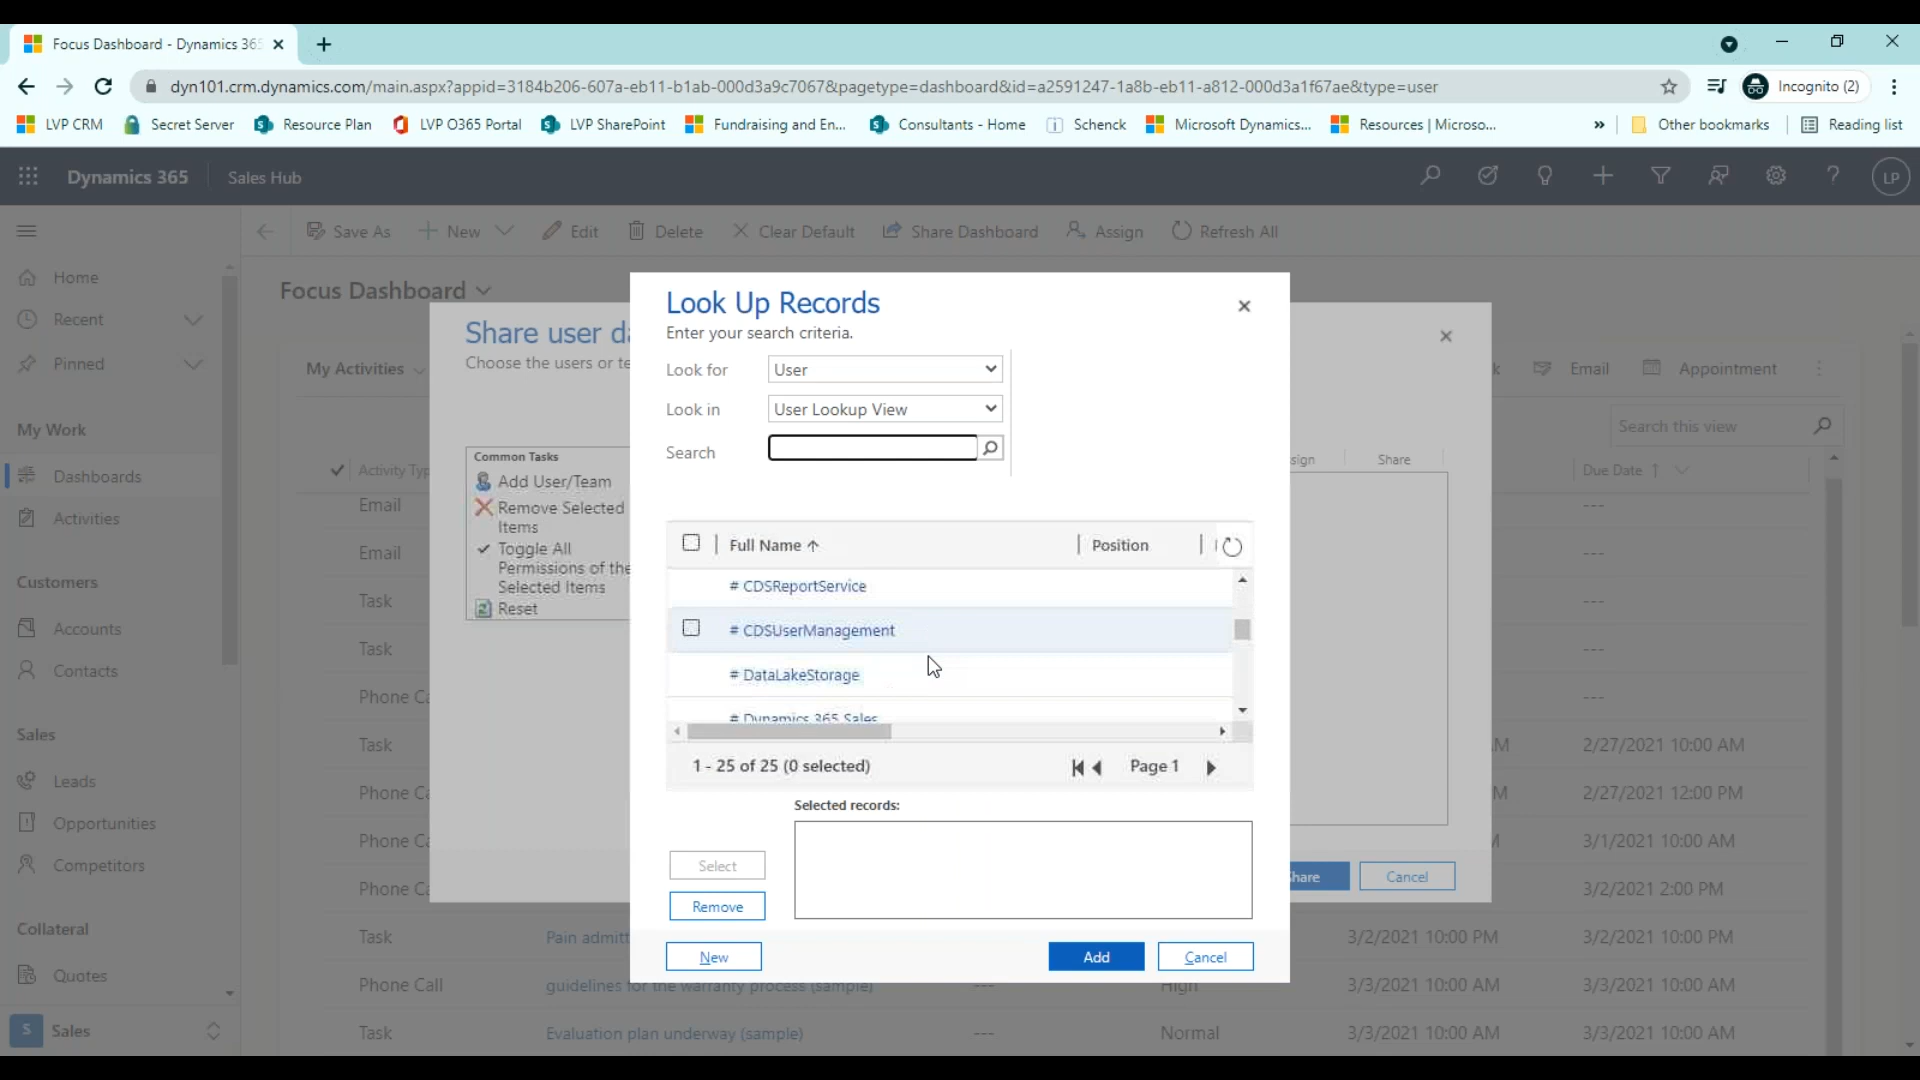 Focus Dashboard - Dynamics 365
dyn101.crm.dynamics.com/main.aspx?appid=3184b206-607a-eb11-b1ab-000d3a9c7067&pagetype=dashboard&id=a2591247-1a8b-eb11-a812-000d3a1f67ae&type=user
Incognito (2)
LVP CRM
Secret Server
Resource Plan
LVP O365 Portal
LVP SharePoint
Fundraising and En...
Consultants - Home
Schenck
Microsoft Dynamics...
Resources | Microso...
»
Other bookmarks
Reading list
Dynamics 365
Sales Hub
LP
Save As
New
Edit
Delete
Clear Default
Share Dashboard
Assign
Refresh All
Home
Recent
Pinned
My Work
Dashboards
Activities
Customers
Accounts
Contacts
Sales
Leads
Opportunities
Competitors
Collateral
Quotes
S
Sales
Focus Dashboard
My Activities
Email
Appointment
Search this view
Activity Typ
Due Date ↑
Email
---
Email
---
Task
---
Task
---
Phone Ca
---
Task
2/27/2021 10:00 AM
Phone Ca
2/27/2021 12:00 PM
Phone Ca
3/1/2021 10:00 AM
Phone Ca
3/2/2021 2:00 PM
Task
Pain admitt
3/2/2021 10:00 PM
3/2/2021 10:00 PM
Phone Call
guidelines for the warranty process (sample)
---
High
3/3/2021 10:00 AM
3/3/2021 10:00 AM
Task
Evaluation plan underway (sample)
---
Normal
3/3/2021 10:00 AM
3/3/2021 10:00 AM
Share user da
Choose the users or te
Common Tasks
Add User/Team
Remove Selected
Items
Toggle All
Permissions of the
Selected Items
Reset
sign
Share
Share
Cancel
Look Up Records
Enter your search criteria.
Look for
User
Look in
User Lookup View
Search
Full Name ↑
Position
# CDSReportService
# CDSUserManagement
# DataLakeStorage
# Dynamics 365 Sales
1 - 25 of 25 (0 selected)
Page 1
Selected records:
Select
Remove
New
Add
Cancel